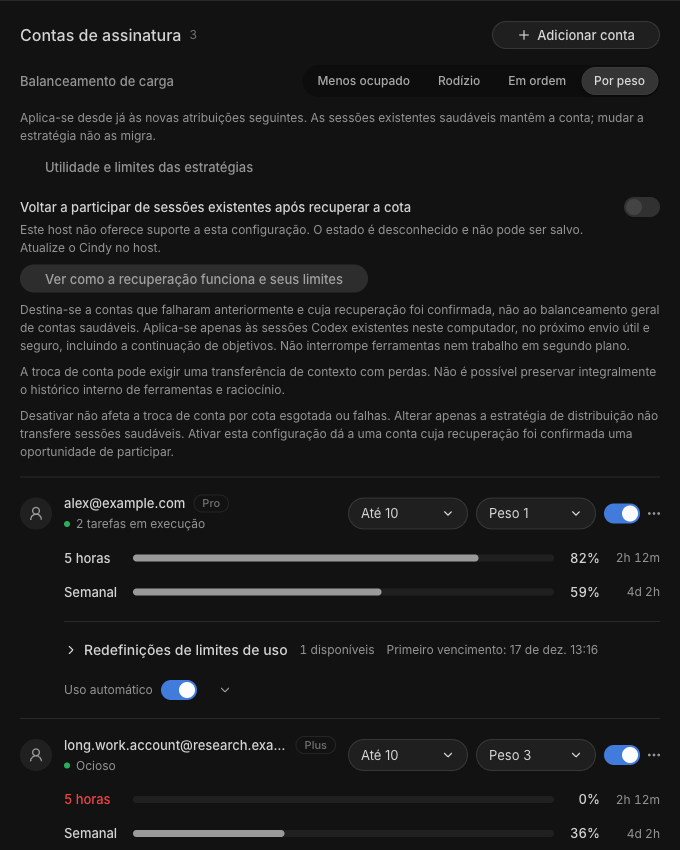 Contas de assinatura 3
+ Adicionar conta
Balanceamento de carga
Menos ocupado
Rodízio
Em ordem
Por peso
Aplica-se desde já às novas atribuições seguintes. As sessões existentes saudáveis mantêm a conta; mudar a
estratégia não as migra.
Utilidade e limites das estratégias
Voltar a participar de sessões existentes após recuperar a cota
Este host não oferece suporte a esta configuração. O estado é desconhecido e não pode ser salvo.
Atualize o Cindy no host.
Ver como a recuperação funciona e seus limites
Destina-se a contas que falharam anteriormente e cuja recuperação foi confirmada, não ao balanceamento geral
de contas saudáveis. Aplica-se apenas às sessões Codex existentes neste computador, no próximo envio útil e
seguro, incluindo a continuação de objetivos. Não interrompe ferramentas nem trabalho em segundo plano.
A troca de conta pode exigir uma transferência de contexto com perdas. Não é possível preservar integralmente
o histórico interno de ferramentas e raciocínio.
Desativar não afeta a troca de conta por cota esgotada ou falhas. Alterar apenas a estratégia de distribuição não
transfere sessões saudáveis. Ativar esta configuração dá a uma conta cuja recuperação foi confirmada uma
oportunidade de participar.
alex@example.com Pro
2 tarefas em execução
Até 10
Peso 1
5 horas 82% 2h 12m
Semanal 59% 4d 2h
Redefinições de limites de uso 1 disponíveis Primeiro vencimento: 17 de dez. 13:16
Uso automático
long.work.account@research.exa... Plus
Ocioso
Até 10
Peso 3
5 horas 0% 2h 12m
Semanal 36% 4d 2h